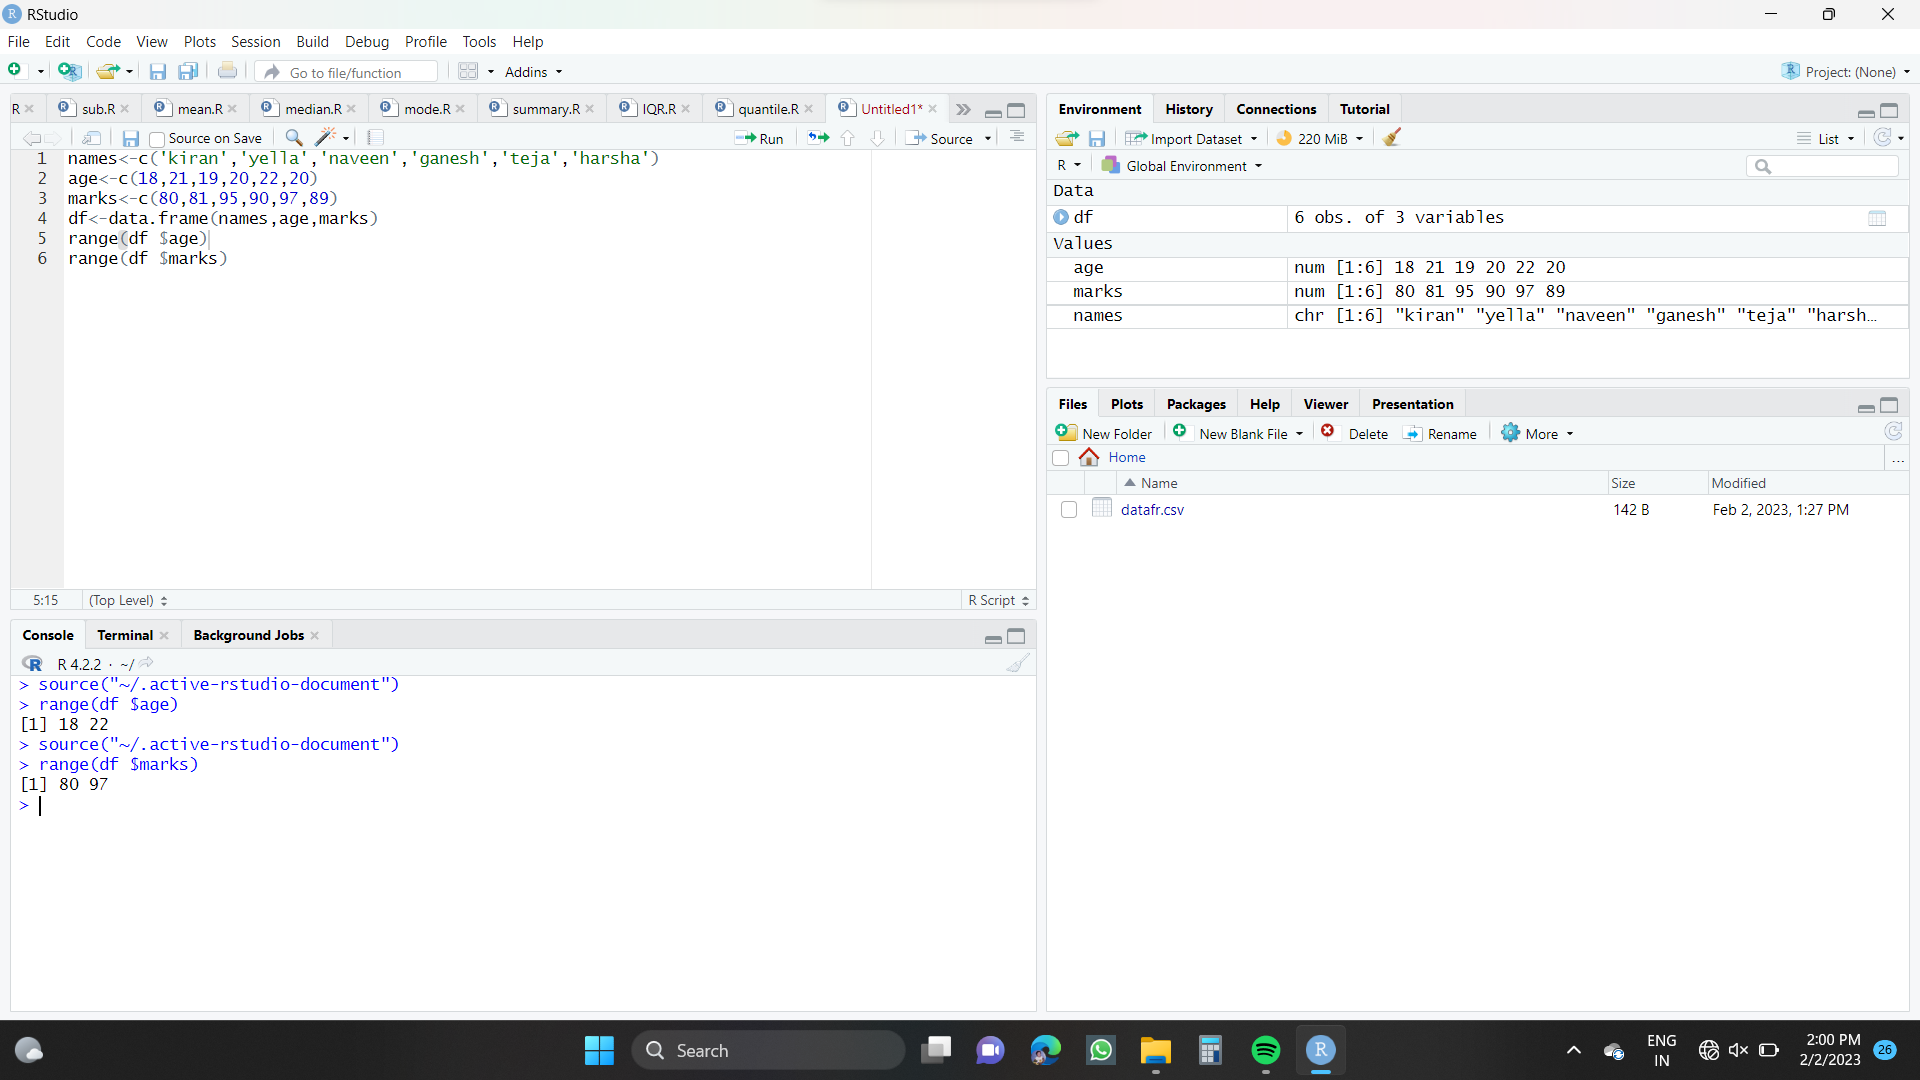 RStudio
File Edit Code View Plots Session Build Debug Profile Tools Help
Go to file/function Addins Project: (None)
R sub.R mean.R median.R mode.R summary.R IQR.R quantile.R Untitled1*
Source on Save Run Source
1 names<-c('kiran','yella','naveen','ganesh','teja','harsha')
2 age<-c(18,21,19,20,22,20)
3 marks<-c(80,81,95,90,97,89)
4 df<-data.frame(names,age,marks)
5 range(df $age)
6 range(df $marks)
5:15 (Top Level) R Script
Console Terminal Background Jobs
R R 4.2.2 · ~/
> source("~/.active-rstudio-document")
> range(df $age)
[1] 18 22
> source("~/.active-rstudio-document")
> range(df $marks)
[1] 80 97
>
Environment History Connections Tutorial
Import Dataset 220 MiB List
R Global Environment
Data
df 6 obs. of 3 variables
Values
age num [1:6] 18 21 19 20 22 20
marks num [1:6] 80 81 95 90 97 89
names chr [1:6] "kiran" "yella" "naveen" "ganesh" "teja" "harsh…
Files Plots Packages Help Viewer Presentation
New Folder New Blank File Delete Rename More
Home ...
Name Size Modified
datafr.csv 142 B Feb 2, 2023, 1:27 PM
Search R ENG 2:00 PM 26
IN 2/2/2023